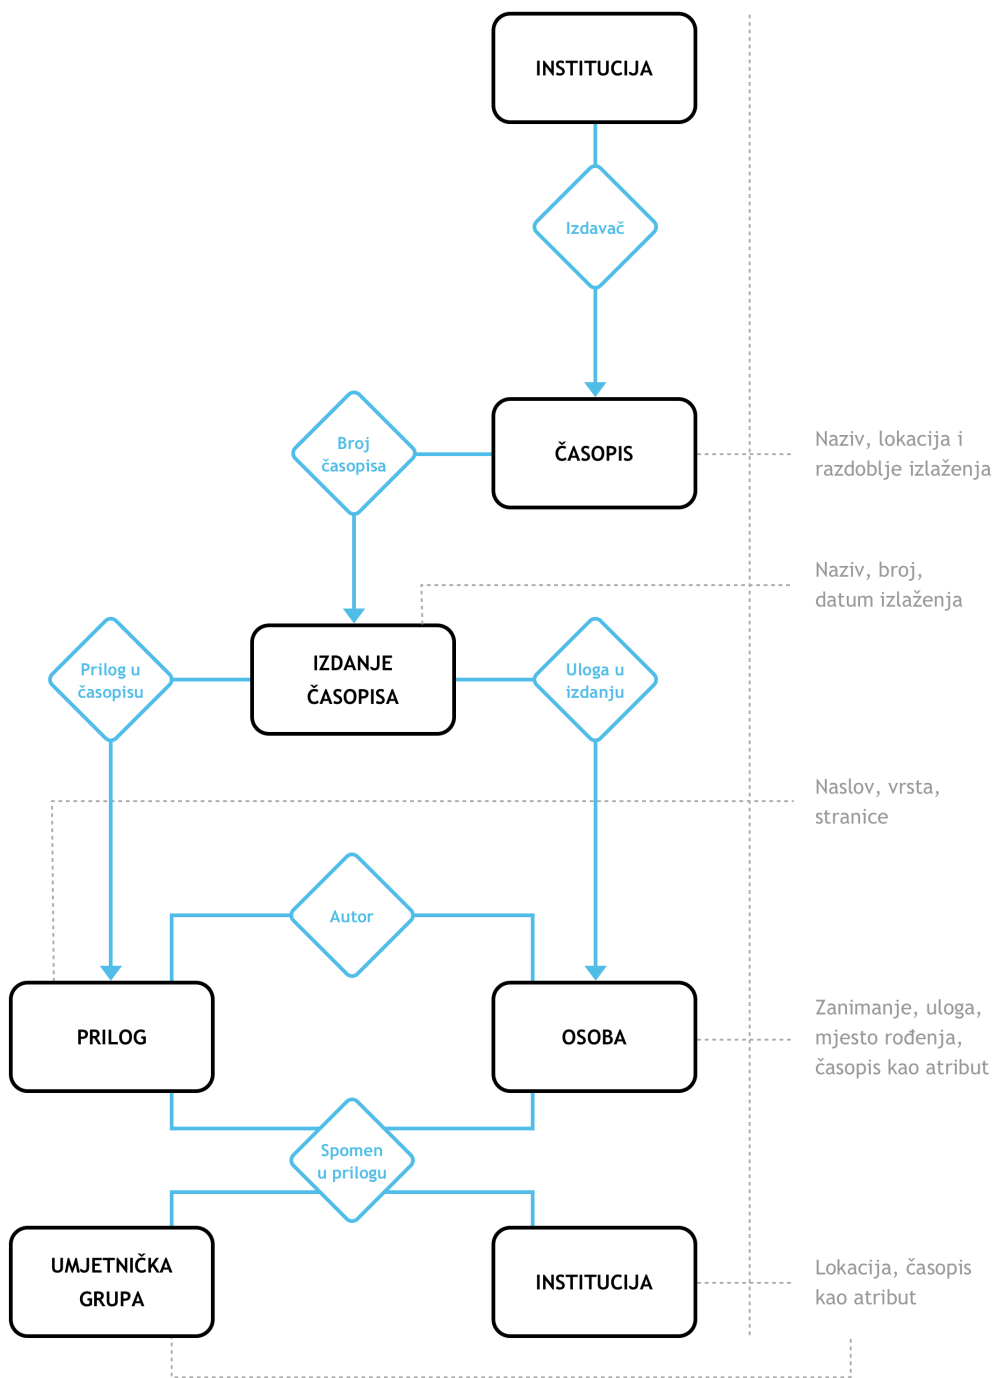 INSTITUCIJA
Izdavač
Broj
časopisa
ČASOPIS
Naziv, lokacija i
razdoblje izlaženja
Naziv, broj,
datum izlaženja
Prilog u
časopisu
IZDANJE
ČASOPISA
Uloga u
izdanju
Naslov, vrsta,
stranice
Autor
PRILOG
OSOBA
Zanimanje, uloga,
mjesto rođenja,
časopis kao atribut
Spomen
u prilogu
UMJETNIČKA
GRUPA
INSTITUCIJA
Lokacija, časopis
kao atribut